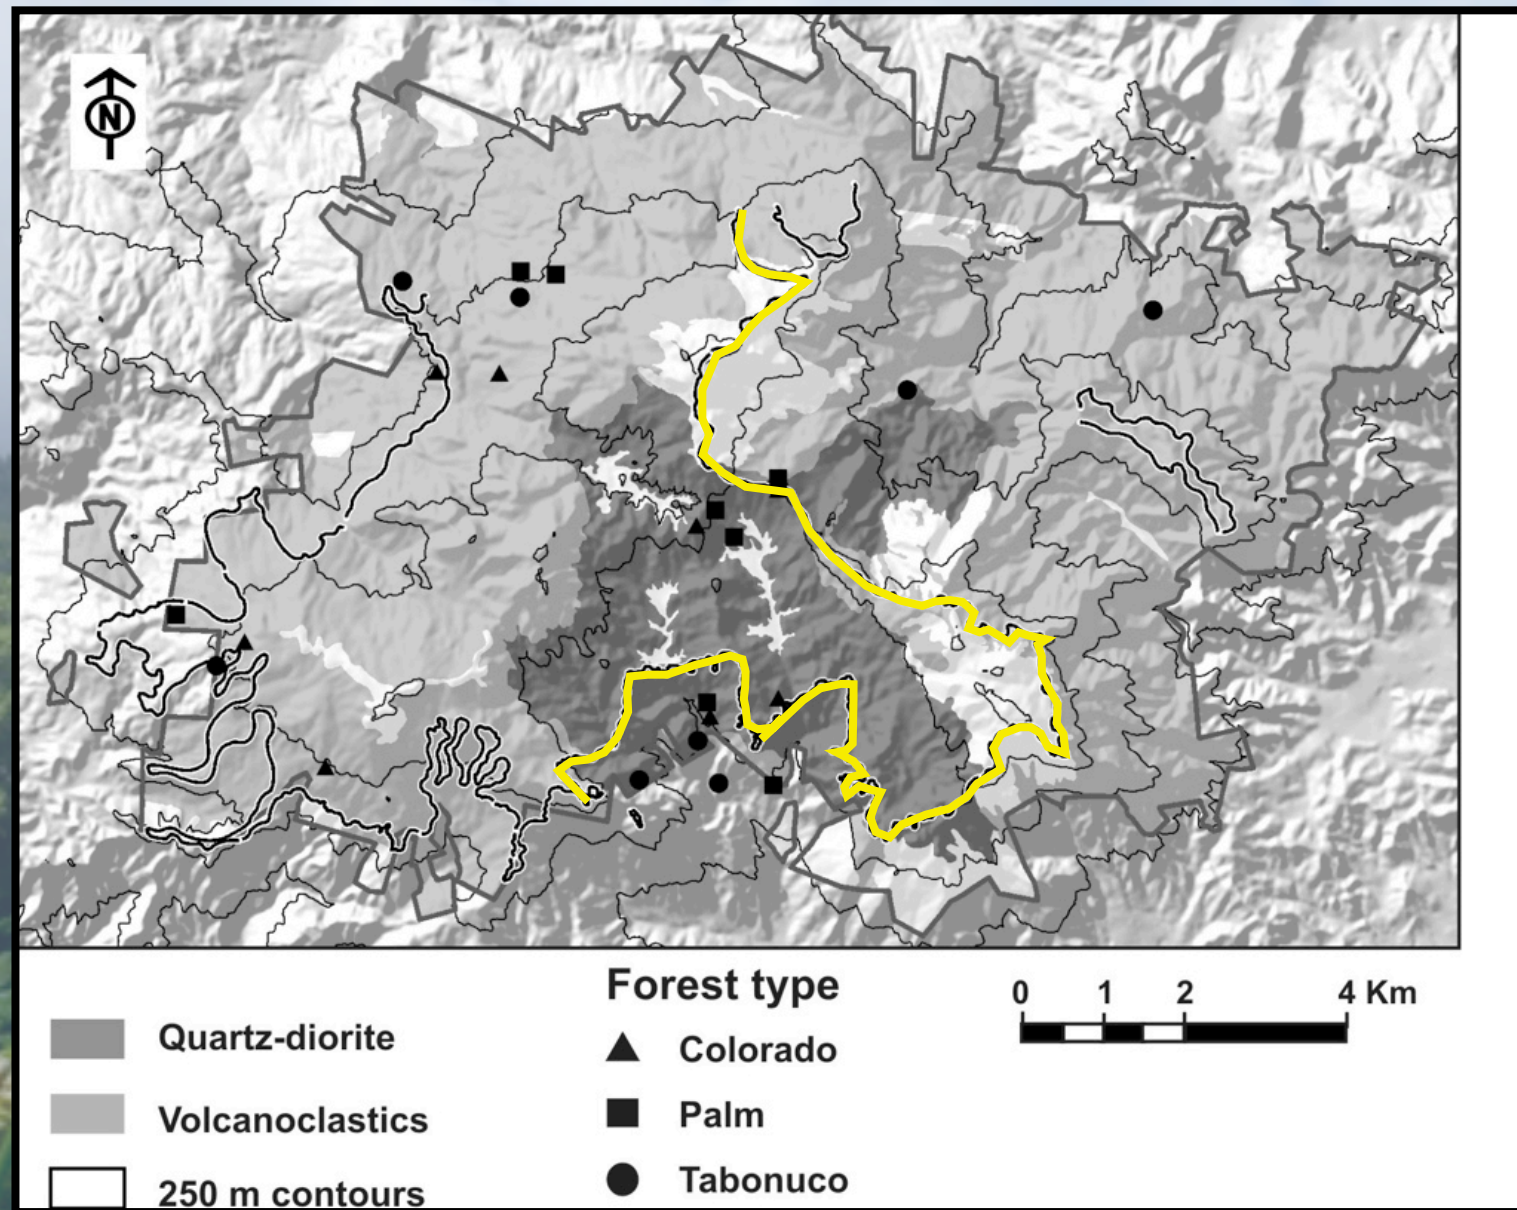 N
Forest type
0 1 2 4 Km
Quartz-diorite
Colorado
Volcanoclastics
Palm
250 m contours
Tabonuco